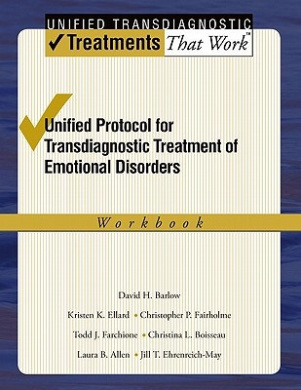 UNIFIED TRANSDIAGNOSTIC
✓Treatments That Work™
Unified Protocol for
Transdiagnostic Treatment of
Emotional Disorders
Workbook
David H. Barlow
Kristen K. Ellard • Christopher P. Fairholme
Todd J. Farchione • Christina L. Boisseau
Laura B. Allen • Jill T. Ehrenreich-May